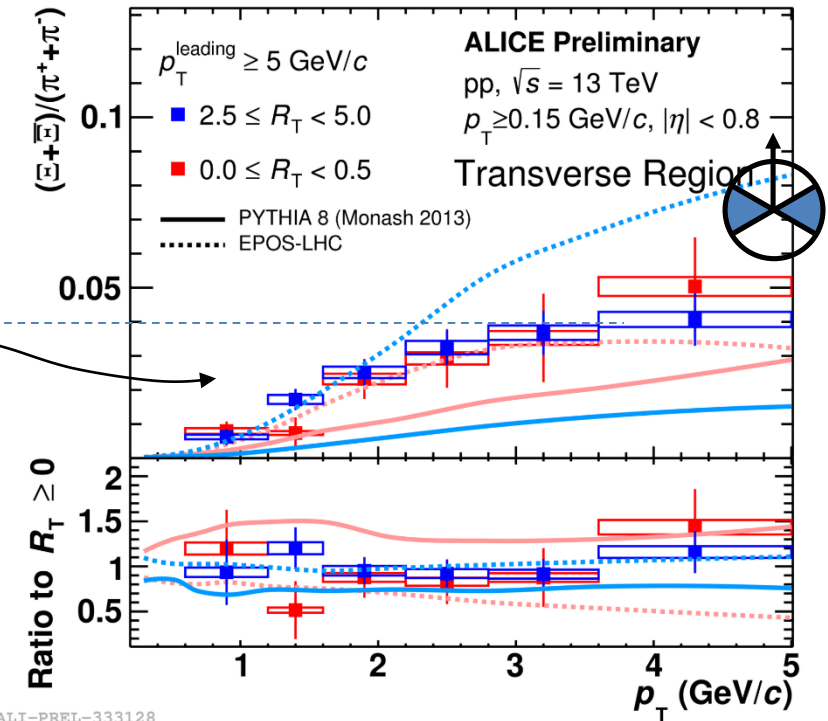 (Ξ+Ξ̅)/(π⁺+π⁻)
p_T^leading ≥ 5 GeV/c
2.5 ≤ R_T < 5.0
0.0 ≤ R_T < 0.5
PYTHIA 8 (Monash 2013)
EPOS-LHC
ALICE Preliminary
pp, √s = 13 TeV
p_T≥0.15 GeV/c, |η| < 0.8
Transverse Region
0.1
0.05
Ratio to R_T ≥ 0
2
1.5
1
0.5
1 2 3 4 5
p_T (GeV/c)
ALI-PREL-333128